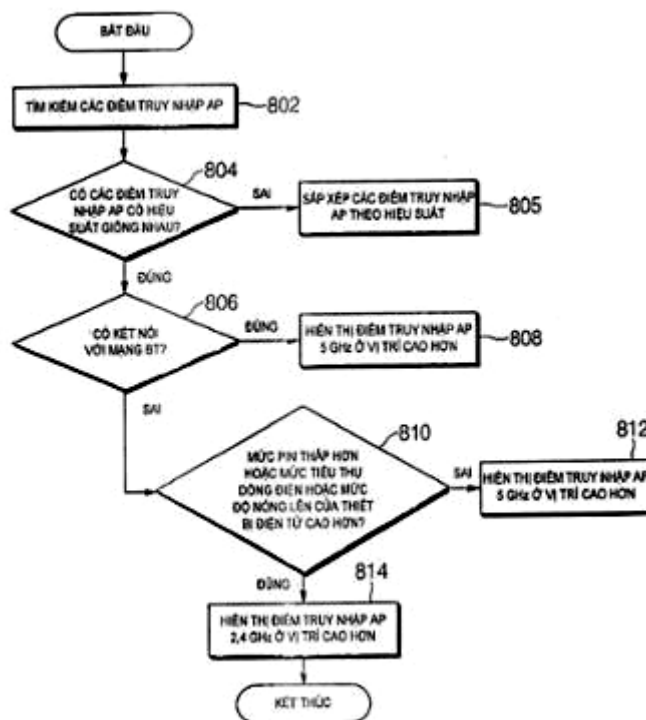 BẮT ĐẦU
TÌM KIẾM CÁC ĐIỂM TRUY NHẬP AP
802
804
CÓ CÁC ĐIỂM TRUY
NHẬP AP CÓ HIỆU
SUẤT GIỐNG NHAU?
SAI
SẮP XẾP CÁC ĐIỂM TRUY NHẬP
AP THEO HIỆU SUẤT
805
ĐÚNG
806
CÓ KẾT NỐI
VỚI MẠNG BT?
ĐÚNG
HIỂN THỊ ĐIỂM TRUY NHẬP AP
5 GHz Ở VỊ TRÍ CAO HƠN
808
SAI
810
MỨC PIN THẤP HƠN
HOẶC MỨC TIÊU THỤ
DÒNG ĐIỆN HOẶC MỨC
ĐỘ NÓNG LÊN CỦA THIẾT
BỊ ĐIỆN TỬ CAO HƠN?
SAI
812
HIỂN THỊ ĐIỂM TRUY NHẬP AP
5 GHz Ở VỊ TRÍ CAO HƠN
ĐÚNG
814
HIỂN THỊ ĐIỂM TRUY NHẬP AP
2,4 GHz Ở VỊ TRÍ CAO HƠN
KẾT THÚC